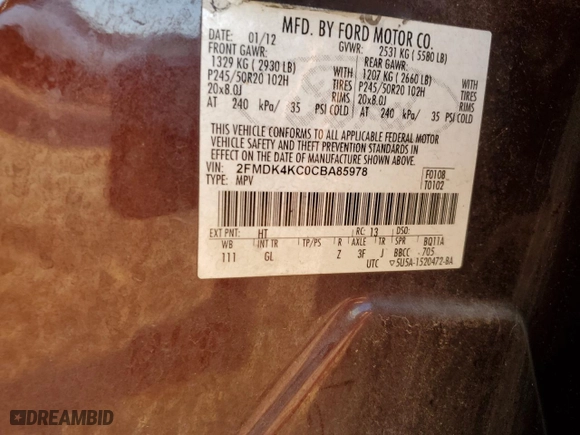 MFD. BY FORD MOTOR CO.
DATE: 01/12 GVWR: 2531 KG ( 5580 LB)
FRONT GAWR: REAR GAWR:
1329 KG ( 2930 LB) WITH 1207 KG ( 2660 LB) WITH
P245/50R20 102H TIRES P245/50R20 102H TIRES
20x8.0J RIMS 20x8.0J RIMS
AT 240 kPa/ 35 PSI COLD AT 240 kPa/ 35 PSI COLD
THIS VEHICLE CONFORMS TO ALL APPLICABLE FEDERAL MOTOR
VEHICLE SAFETY AND THEFT PREVENTION STANDARDS IN
EFFECT ON THE DATE OF MANUFACTURE SHOWN ABOVE.
VIN: 2FMDK4KC0CBA85978 F0108
TYPE: MPV T0102
EXT PNT: HT RC: 13 DSO:
WB INT TR TP/PS R AXLE TR SPR BQ11A
111 GL Z 3F J BBCC 705
UTC ▽5U5A-1520472-BA
DREAMBID